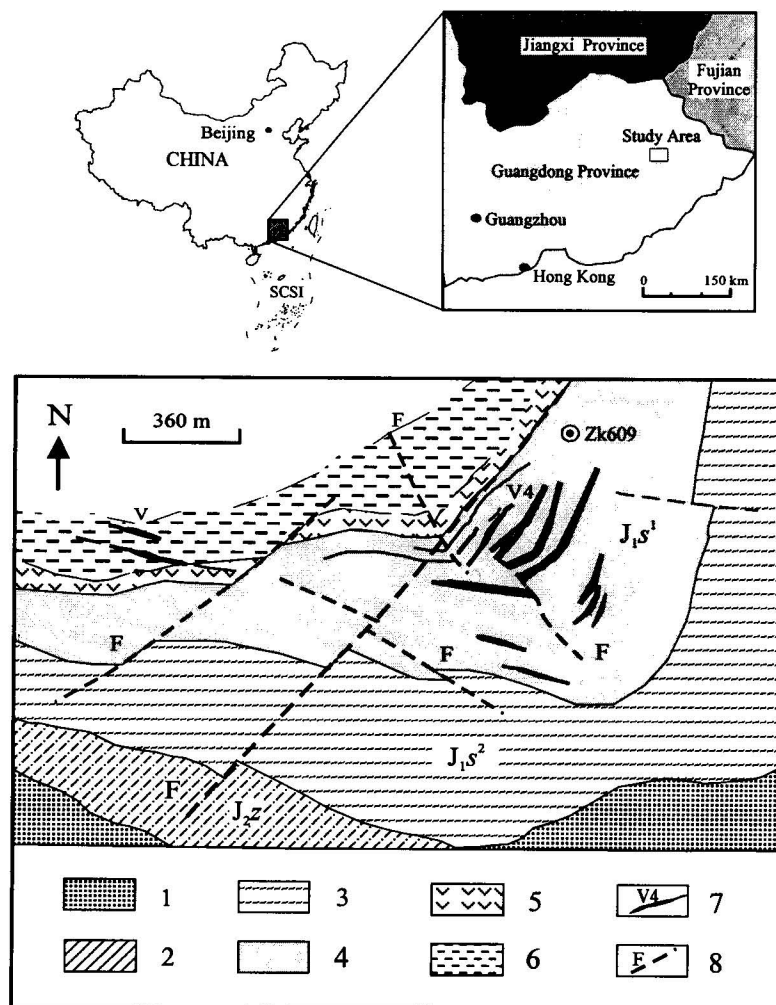 Jiangxi Province
Fujian
Province
Beijing
CHINA
Study Area
Guangdong Province
Guangzhou
Hong Kong
SCSI
0 150 km
N
360 m
F
Zk609
V4
V
J₁s¹
F
F
F
J₁s²
F
J₂z
1
3
5
V4
7
2
4
6
F
8